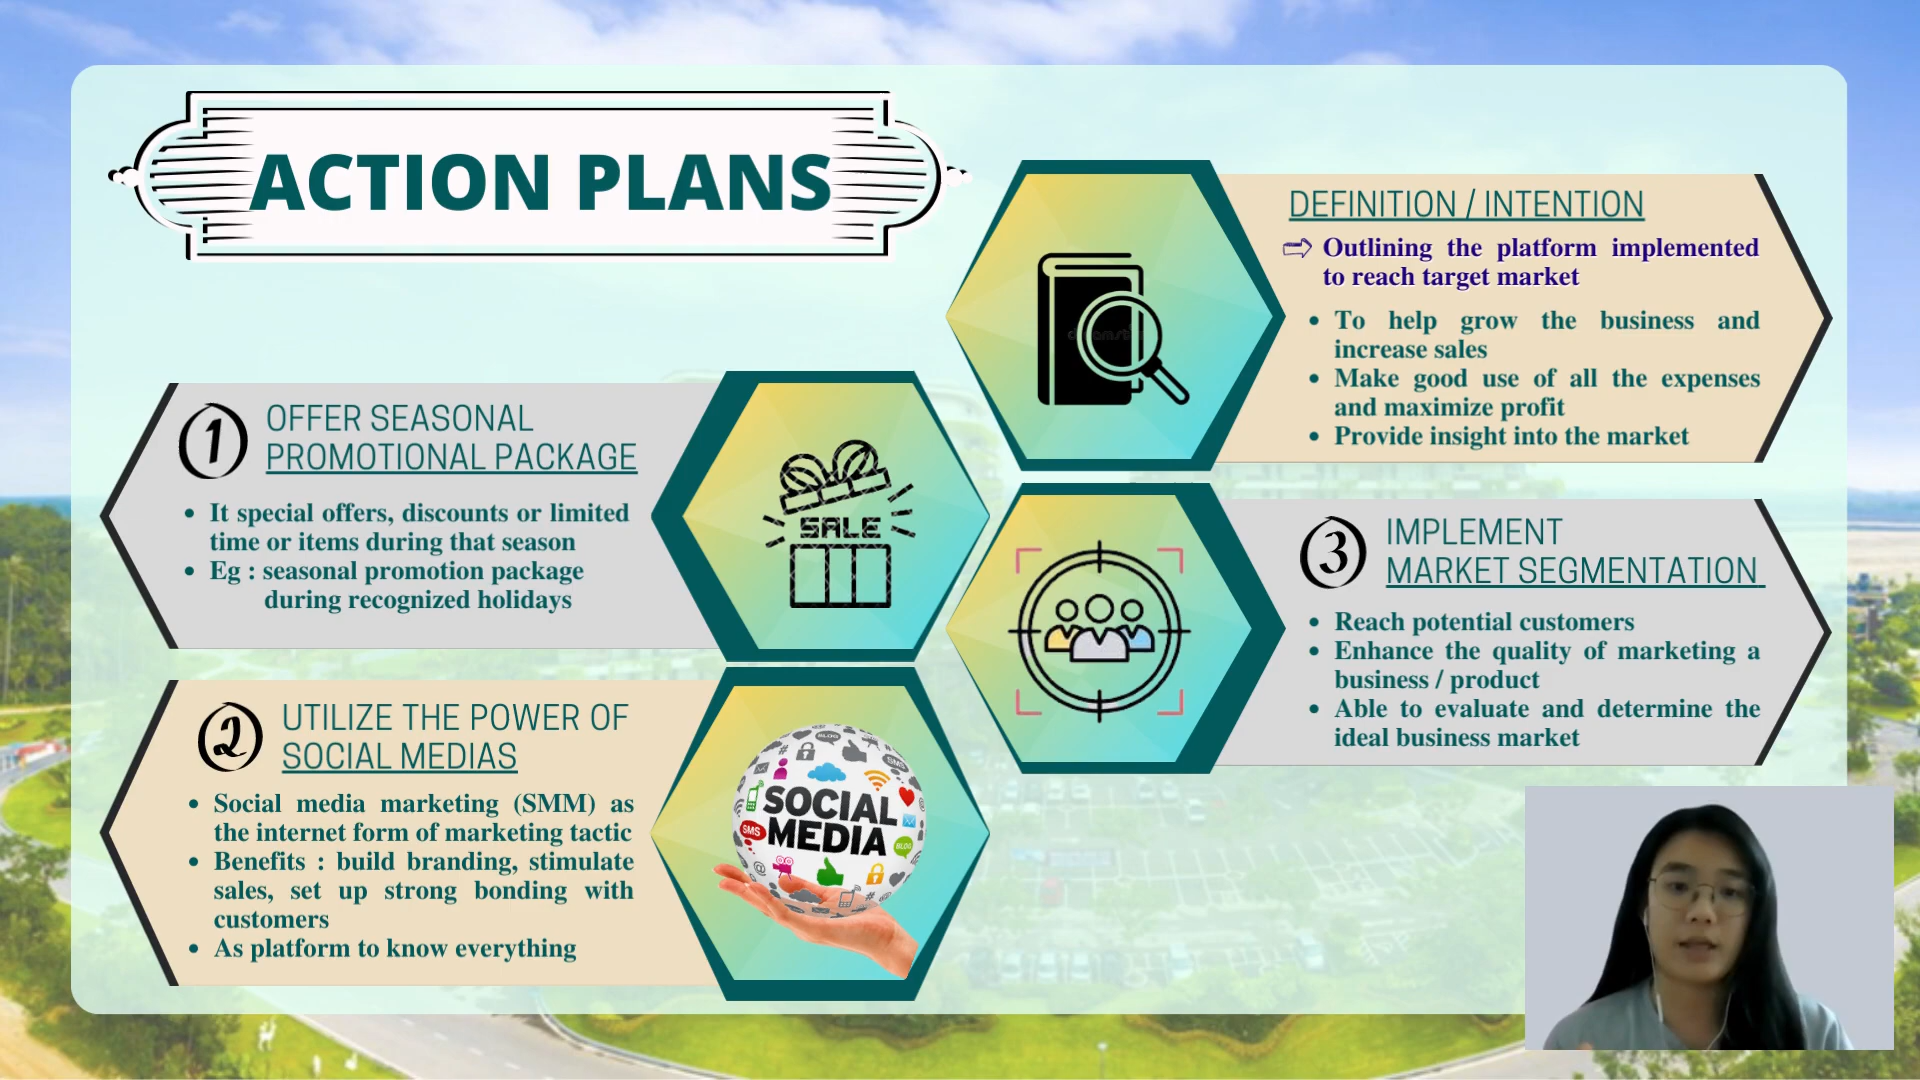 ACTION PLANS
DEFINITION / INTENTION
Outlining the platform implemented
to reach target market
• To help grow the business and
increase sales
• Make good use of all the expenses
and maximize profit
• Provide insight into the market
1
OFFER SEASONAL
PROMOTIONAL PACKAGE
• It special offers, discounts or limited
time or items during that season
• Eg : seasonal promotion package
during recognized holidays
SALE
2
UTILIZE THE POWER OF
SOCIAL MEDIAS
• Social media marketing (SMM) as
the internet form of marketing tactic
• Benefits : build branding, stimulate
sales, set up strong bonding with
customers
• As platform to know everything
BLOG
SMS
SOCIAL
MEDIA
SMS
BLOG
3
IMPLEMENT
MARKET SEGMENTATION
• Reach potential customers
• Enhance the quality of marketing a
business / product
• Able to evaluate and determine the
ideal business market